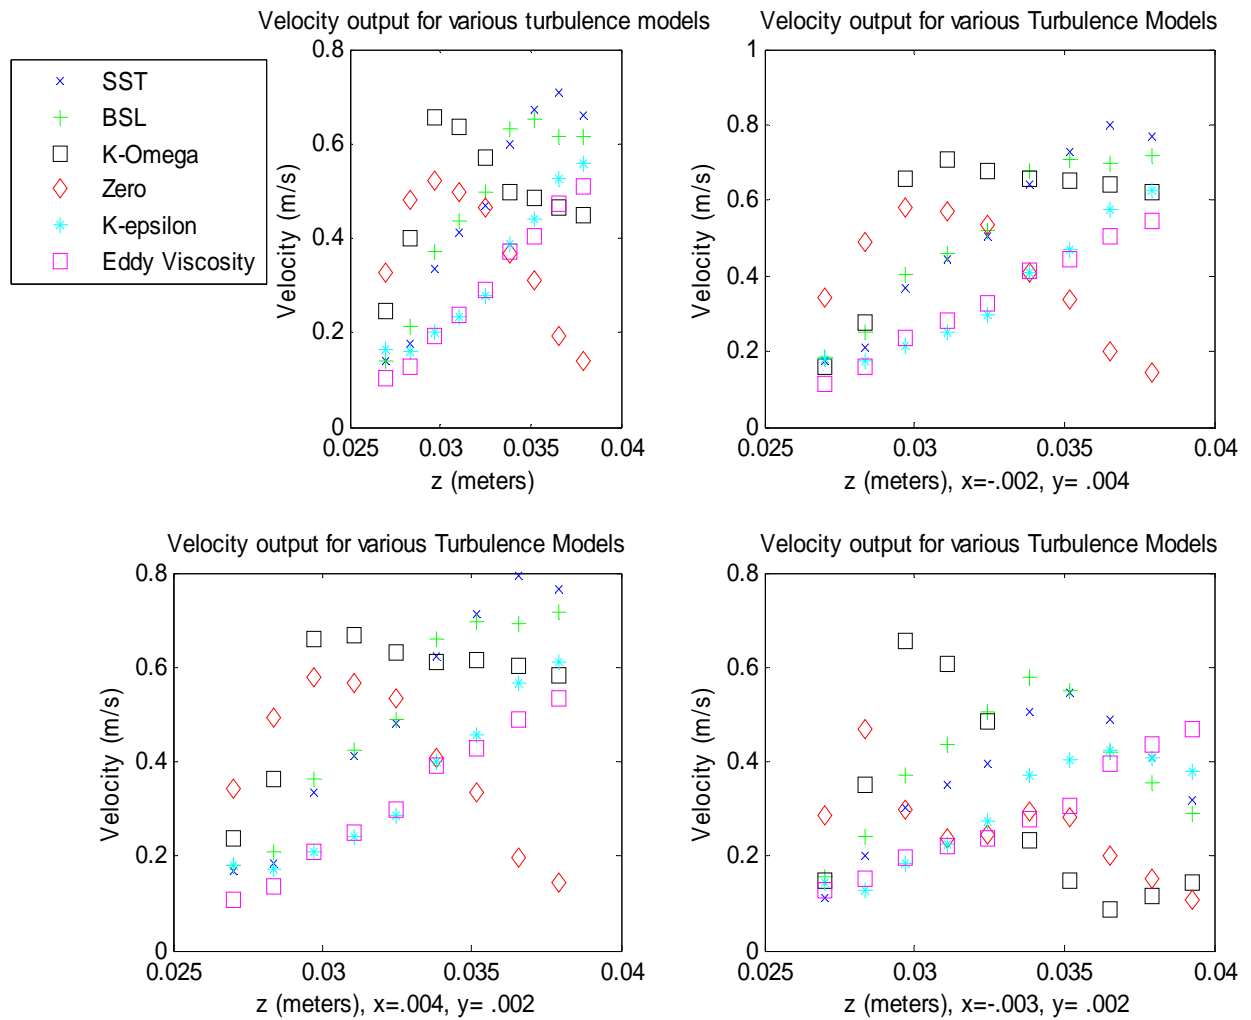 Velocity output for various turbulence models
Velocity output for various Turbulence Models
SST
BSL
K-Omega
Zero
K-epsilon
Eddy Viscosity
0.8
0.6
0.4
0.2
0
Velocity (m/s)
0.025 0.03 0.035 0.04
z (meters)
1
0.8
0.6
0.4
0.2
0
Velocity (m/s)
0.025 0.03 0.035 0.04
z (meters), x=-.002, y= .004
Velocity output for various Turbulence Models
0.8
0.6
0.4
0.2
0
Velocity (m/s)
0.025 0.03 0.035 0.04
z (meters), x=.004, y= .002
Velocity output for various Turbulence Models
0.8
0.6
0.4
0.2
0
Velocity (m/s)
0.025 0.03 0.035 0.04
z (meters), x=-.003, y= .002